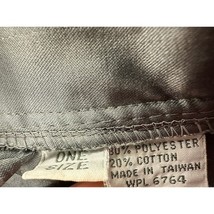 ONE
SIZE
80% POLYESTER
20% COTTON
MADE IN TAIWAN
WPL 6764